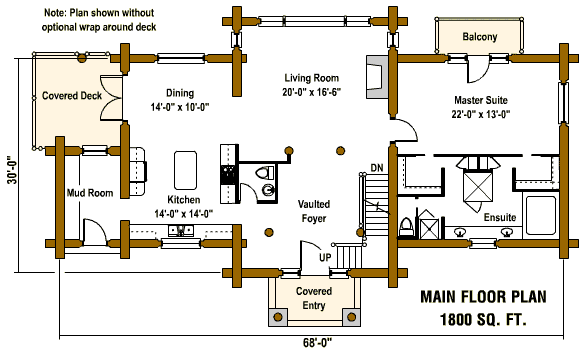 Note: Plan shown without
optional wrap around deck
Balcony
Dining
14'-0" x 10'-0"
Living Room
20'-0" x 16'-6"
Covered Deck
Master Suite
22'-0" x 13'-0"
30'-0"
DN
Mud Room
Kitchen
14'-0" x 14'-0"
Vaulted
Foyer
Ensuite
UP
Covered
Entry
MAIN FLOOR PLAN
1800 SQ. FT.
68'-0"